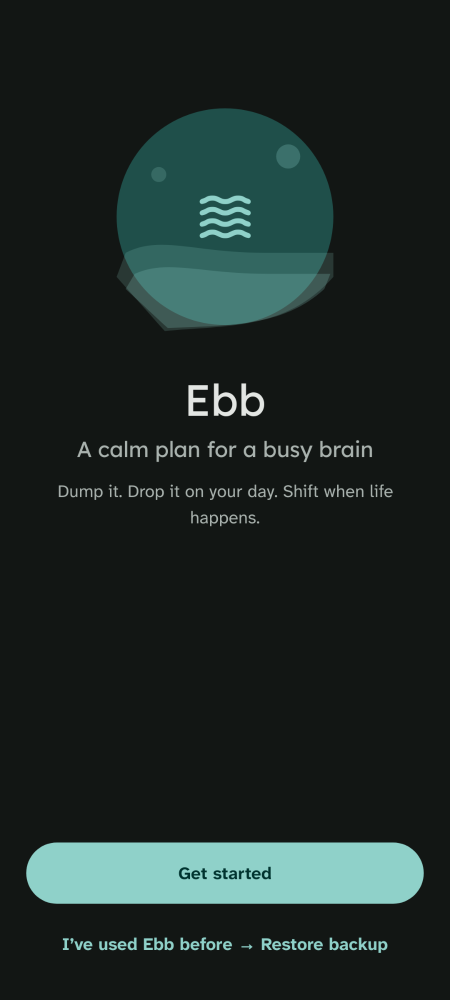 Ebb
A calm plan for a busy brain
Dump it. Drop it on your day. Shift when life
happens.
Get started
I’ve used Ebb before → Restore backup